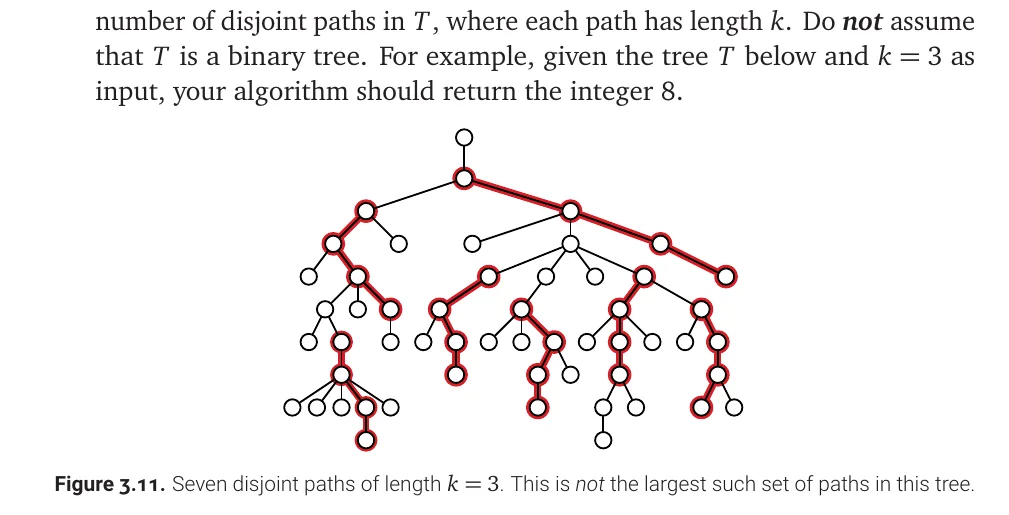 number of disjoint paths in T, where each path has length k. Do not assume
that T is a binary tree. For example, given the tree T below and k = 3 as
input, your algorithm should return the integer 8.
Figure 3.11. Seven disjoint paths of length k = 3. This is not the largest such set of paths in this tree.